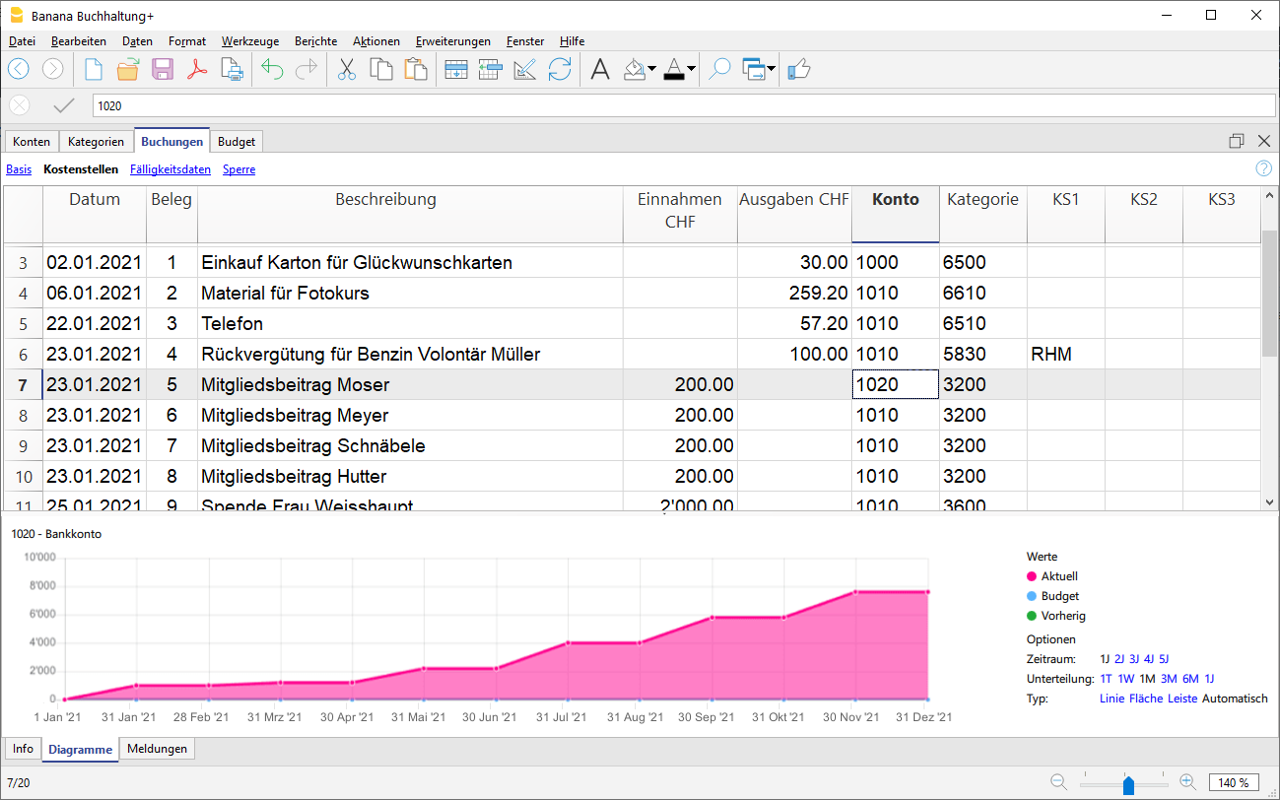 Banana Buchhaltung+
Datei Bearbeiten Daten Format Werkzeuge Berichte Aktionen Erweiterungen Fenster Hilfe
1020
Konten Kategorien Buchungen Budget
Basis Kostenstellen Fälligkeitsdaten Sperre
Datum Beleg Beschreibung Einnahmen CHF Ausgaben CHF Konto Kategorie KS1 KS2 KS3
3 02.01.2021 1 Einkauf Karton für Glückwunschkarten 30.00 1000 6500
4 06.01.2021 2 Material für Fotokurs 259.20 1010 6610
5 22.01.2021 3 Telefon 57.20 1010 6510
6 23.01.2021 4 Rückvergütung für Benzin Volontär Müller 100.00 1010 5830 RHM
7 23.01.2021 5 Mitgliedsbeitrag Moser 200.00 1020 3200
8 23.01.2021 6 Mitgliedsbeitrag Meyer 200.00 1010 3200
9 23.01.2021 7 Mitgliedsbeitrag Schnäbele 200.00 1010 3200
10 23.01.2021 8 Mitgliedsbeitrag Hutter 200.00 1010 3200
11 25.01.2021 9 Spende Frau Weisshaupt 2'000.00 1010 3600
1020 - Bankkonto
10'000
8'000
6'000
4'000
2'000
0
1 Jan '21 31 Jan '21 28 Feb '21 31 Mrz '21 30 Apr '21 31 Mai '21 30 Jun '21 31 Jul '21 31 Aug '21 30 Sep '21 31 Okt '21 30 Nov '21 31 Dez '21
Werte
Aktuell
Budget
Vorherig
Optionen
Zeitraum: 1J 2J 3J 4J 5J
Unterteilung: 1T 1W 1M 3M 6M 1J
Typ: Linie Fläche Leiste Automatisch
Info Diagramme Meldungen
7/20
140 %